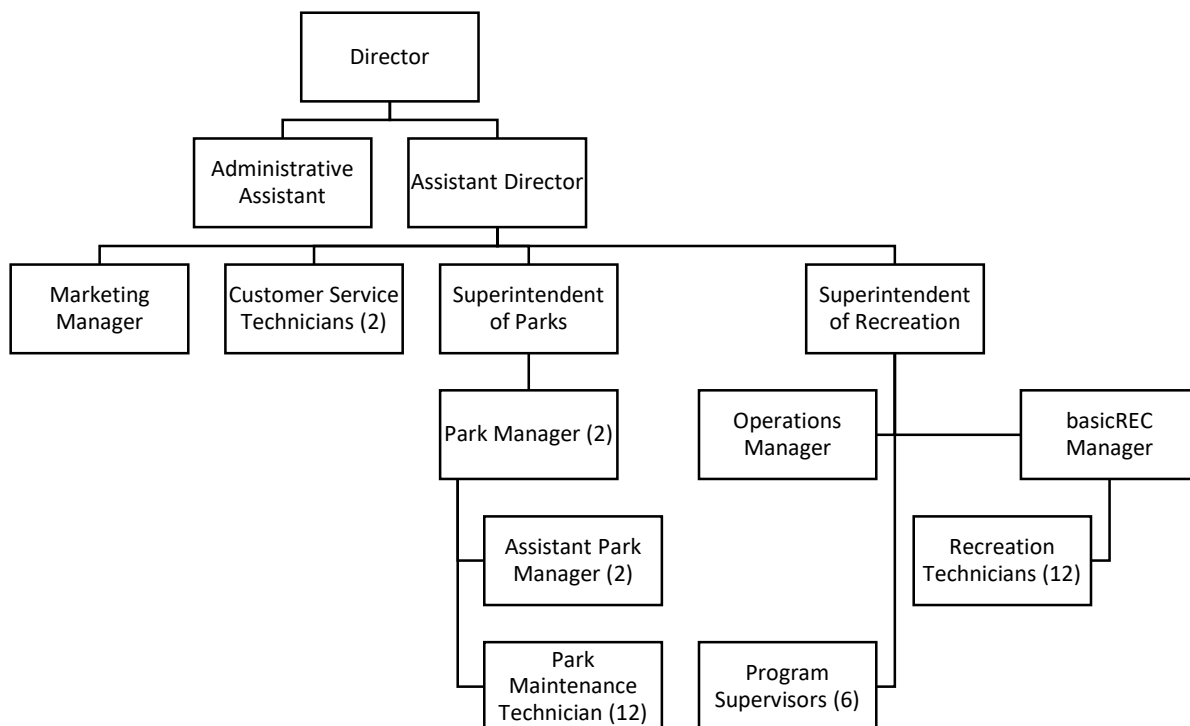 Director
Administrative
Assistant
Assistant Director
Marketing
Manager
Customer Service
Technicians (2)
Superintendent
of Parks
Superintendent
of Recreation
Park Manager (2)
Operations
Manager
basicREC
Manager
Assistant Park
Manager (2)
Recreation
Technicians (12)
Park
Maintenance
Technician (12)
Program
Supervisors (6)